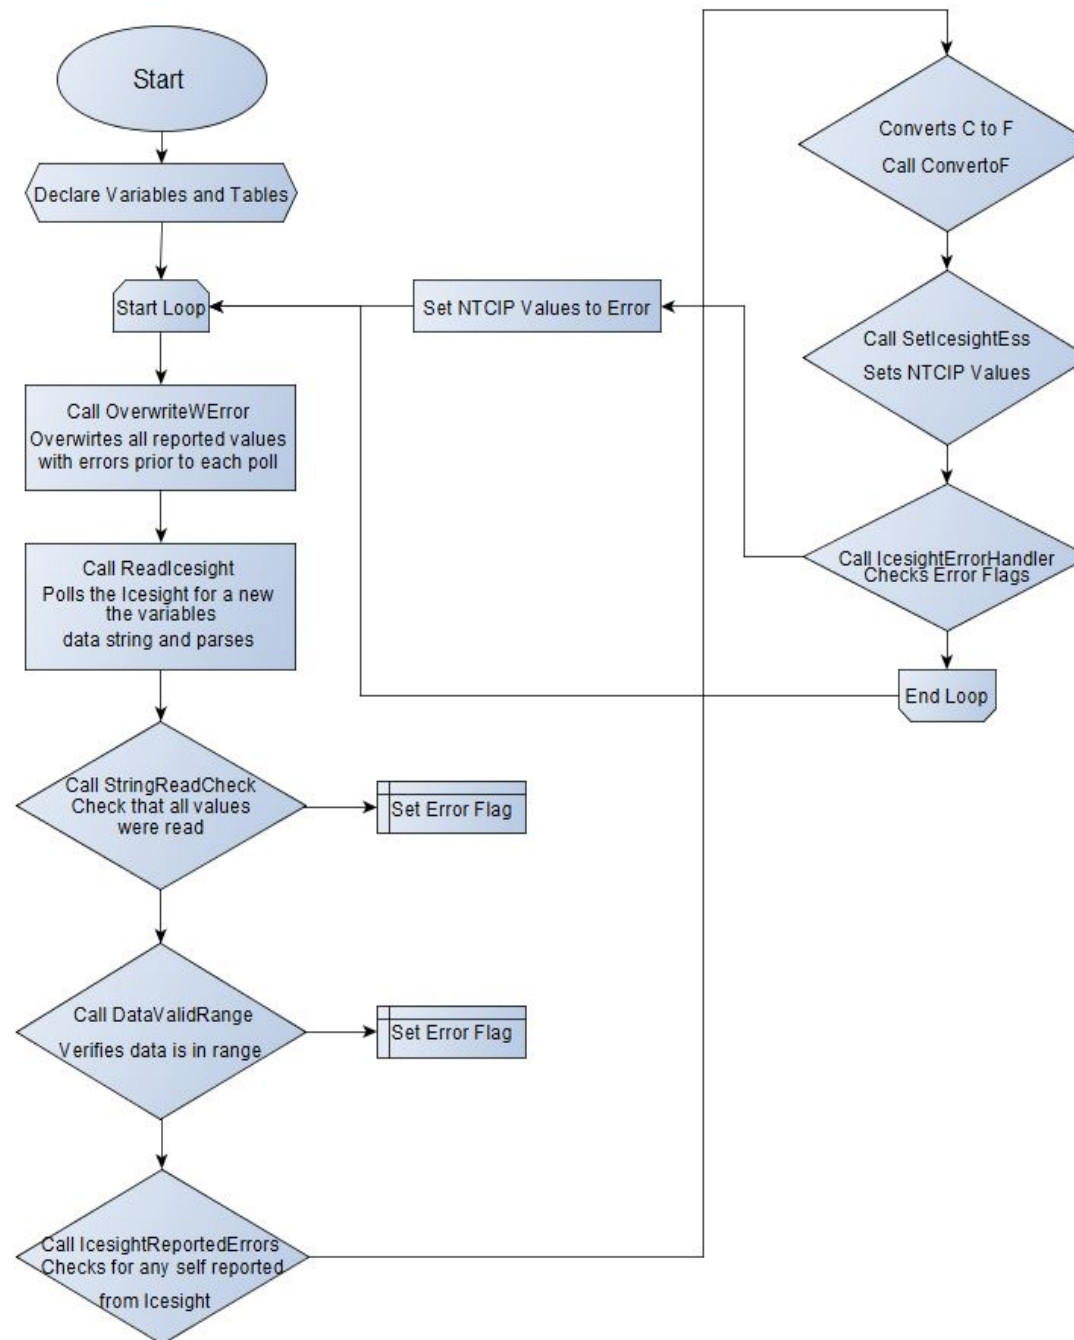 Start
Declare Variables and Tables
Start Loop
Call OverwriteWError
Overwirtes all reported values
with errors prior to each poll
Call ReadIcesight
Polls the Icesight for a new
the variables
data string and parses
Call StringReadCheck
Check that all values
were read
Set Error Flag
Call DataValidRange
Verifies data is in range
Set Error Flag
Call IcesightReportedErrors
Checks for any self reported
from Icesight
Converts C to F
Call ConvertoF
Call SetIcesightEss
Sets NTCIP Values
Call IcesightErrorHandler
Checks Error Flags
Set NTCIP Values to Error
End Loop